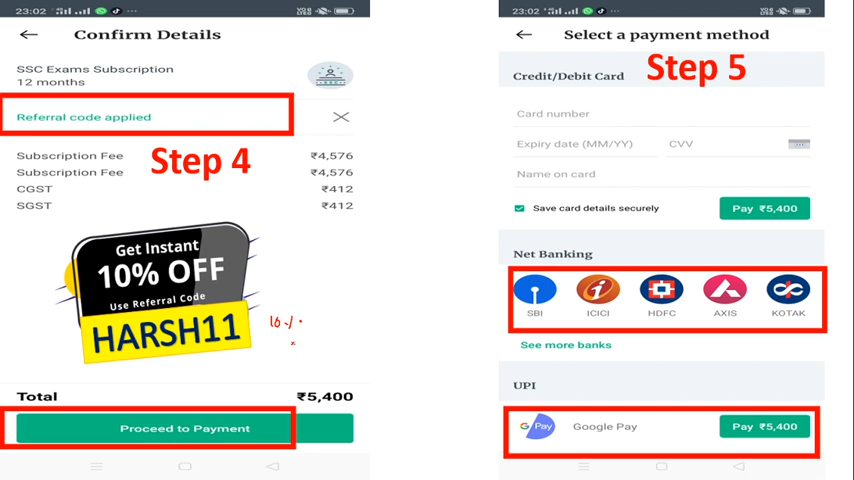 23:02
Confirm Details
SSC Exams Subscription
12 months
Referral code applied
Subscription Fee ₹4,576
Step 4
Subscription Fee ₹4,576
CGST ₹412
SGST ₹412
Get Instant
10% OFF
Use Referral Code
HARSH11
Total ₹5,400
Proceed to Payment
23:02
Select a payment method
Credit/Debit Card
Step 5
Card number
Expiry date (MM/YY) CVV
Name on card
Save card details securely
Pay ₹5,400
Net Banking
SBI ICICI HDFC AXIS KOTAK
See more banks
UPI
G Pay Google Pay Pay ₹5,400